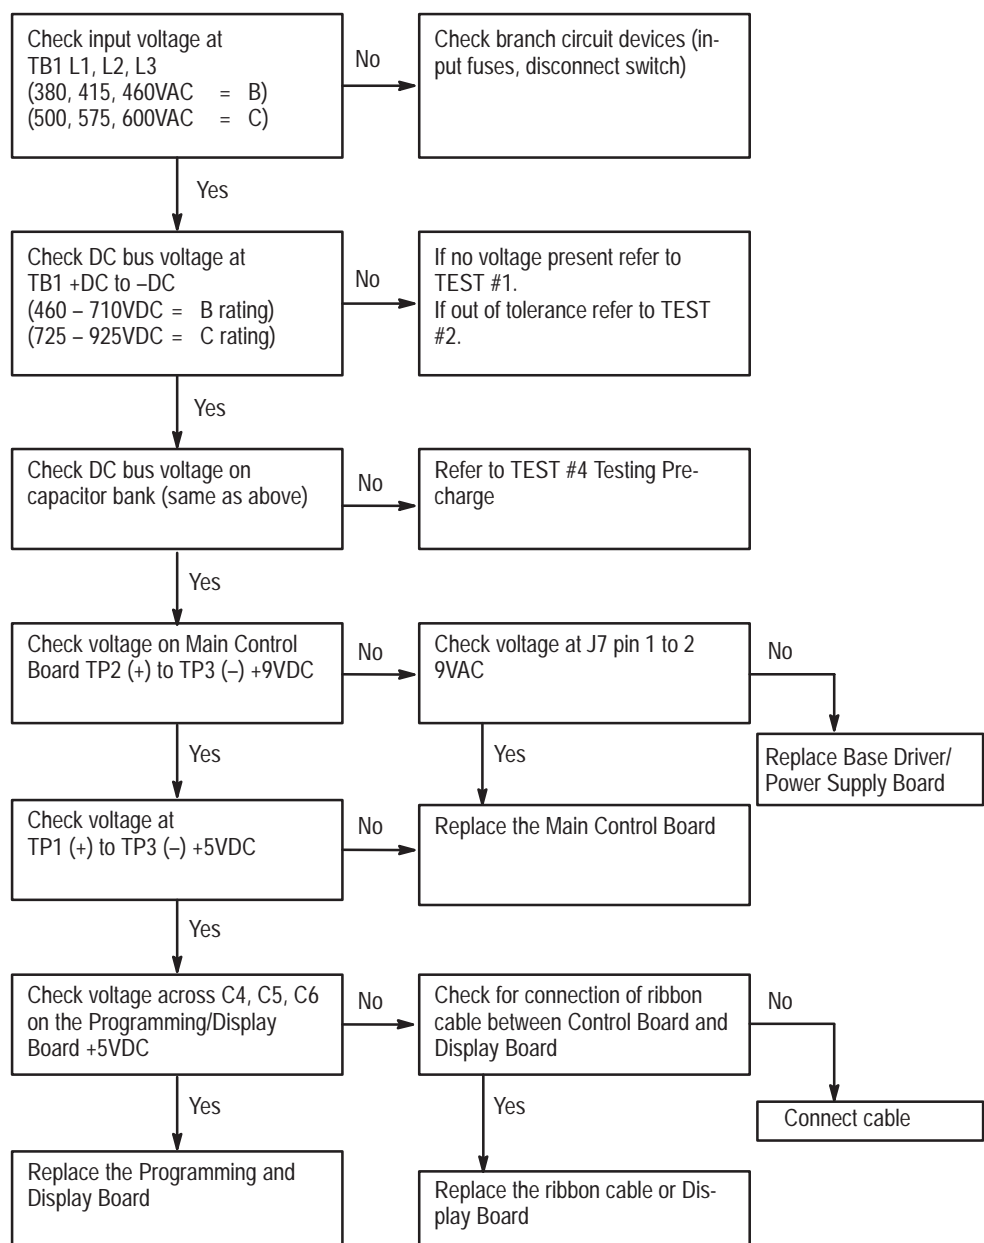 Check input voltage at
TB1 L1, L2, L3
(380, 415, 460VAC = B)
(500, 575, 600VAC = C)
No
Check branch circuit devices (in-
put fuses, disconnect switch)
Yes
Check DC bus voltage at
TB1 +DC to –DC
(460 – 710VDC = B rating)
(725 – 925VDC = C rating)
No
If no voltage present refer to
TEST #1.
If out of tolerance refer to TEST
#2.
Yes
Check DC bus voltage on
capacitor bank (same as above)
No
Refer to TEST #4 Testing Pre-
charge
Yes
Check voltage on Main Control
Board TP2 (+) to TP3 (–) +9VDC
No
Check voltage at J7 pin 1 to 2
9VAC
No
Replace Base Driver/
Power Supply Board
Yes
Yes
Check voltage at
TP1 (+) to TP3 (–) +5VDC
No
Replace the Main Control Board
Yes
Check voltage across C4, C5, C6
on the Programming/Display
Board +5VDC
No
Check for connection of ribbon
cable between Control Board and
Display Board
No
Connect cable
Yes
Yes
Replace the Programming and
Display Board
Replace the ribbon cable or Dis-
play Board